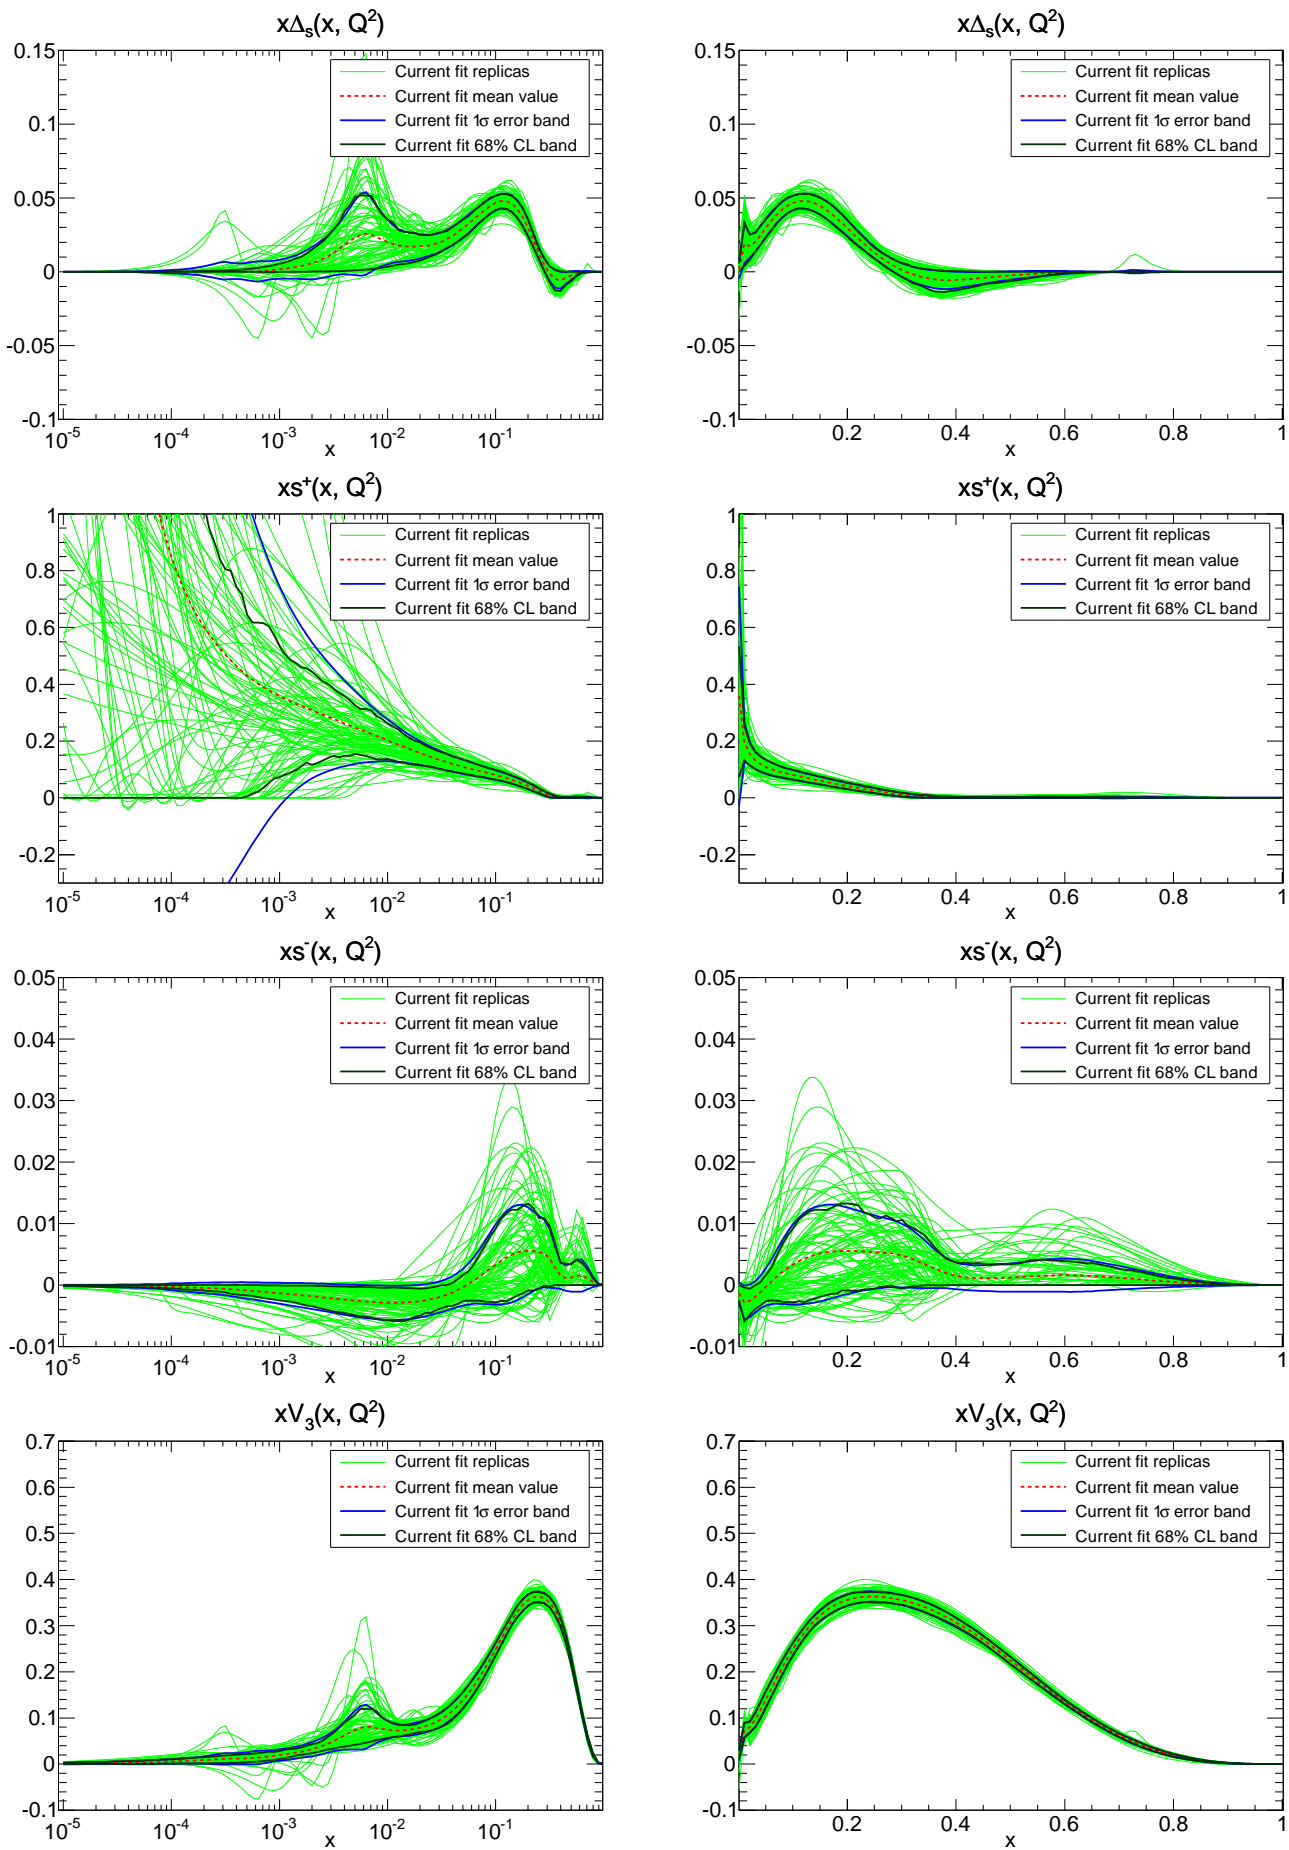 xΔₛ(x, Q²)
0.15
0.1
0.05
0
-0.05
-0.1
Current fit replicas
Current fit mean value
Current fit 1σ error band
Current fit 68% CL band
10⁻⁵ 10⁻⁴ 10⁻³ 10⁻² 10⁻¹
x
xΔₛ(x, Q²)
0.15
0.1
0.05
0
-0.05
-0.1
Current fit replicas
Current fit mean value
Current fit 1σ error band
Current fit 68% CL band
0.2 0.4 0.6 0.8 1
x
xs⁺(x, Q²)
1
0.8
0.6
0.4
0.2
0
-0.2
Current fit replicas
Current fit mean value
Current fit 1σ error band
Current fit 68% CL band
10⁻⁵ 10⁻⁴ 10⁻³ 10⁻² 10⁻¹
x
xs⁺(x, Q²)
1
0.8
0.6
0.4
0.2
0
-0.2
Current fit replicas
Current fit mean value
Current fit 1σ error band
Current fit 68% CL band
0.2 0.4 0.6 0.8 1
x
xs⁻(x, Q²)
0.05
0.04
0.03
0.02
0.01
0
-0.01
Current fit replicas
Current fit mean value
Current fit 1σ error band
Current fit 68% CL band
10⁻⁵ 10⁻⁴ 10⁻³ 10⁻² 10⁻¹
x
xs⁻(x, Q²)
0.05
0.04
0.03
0.02
0.01
0
-0.01
Current fit replicas
Current fit mean value
Current fit 1σ error band
Current fit 68% CL band
0.2 0.4 0.6 0.8 1
x
xV₃(x, Q²)
0.7
0.6
0.5
0.4
0.3
0.2
0.1
0
-0.1
Current fit replicas
Current fit mean value
Current fit 1σ error band
Current fit 68% CL band
10⁻⁵ 10⁻⁴ 10⁻³ 10⁻² 10⁻¹
x
xV₃(x, Q²)
0.7
0.6
0.5
0.4
0.3
0.2
0.1
0
-0.1
Current fit replicas
Current fit mean value
Current fit 1σ error band
Current fit 68% CL band
0.2 0.4 0.6 0.8 1
x